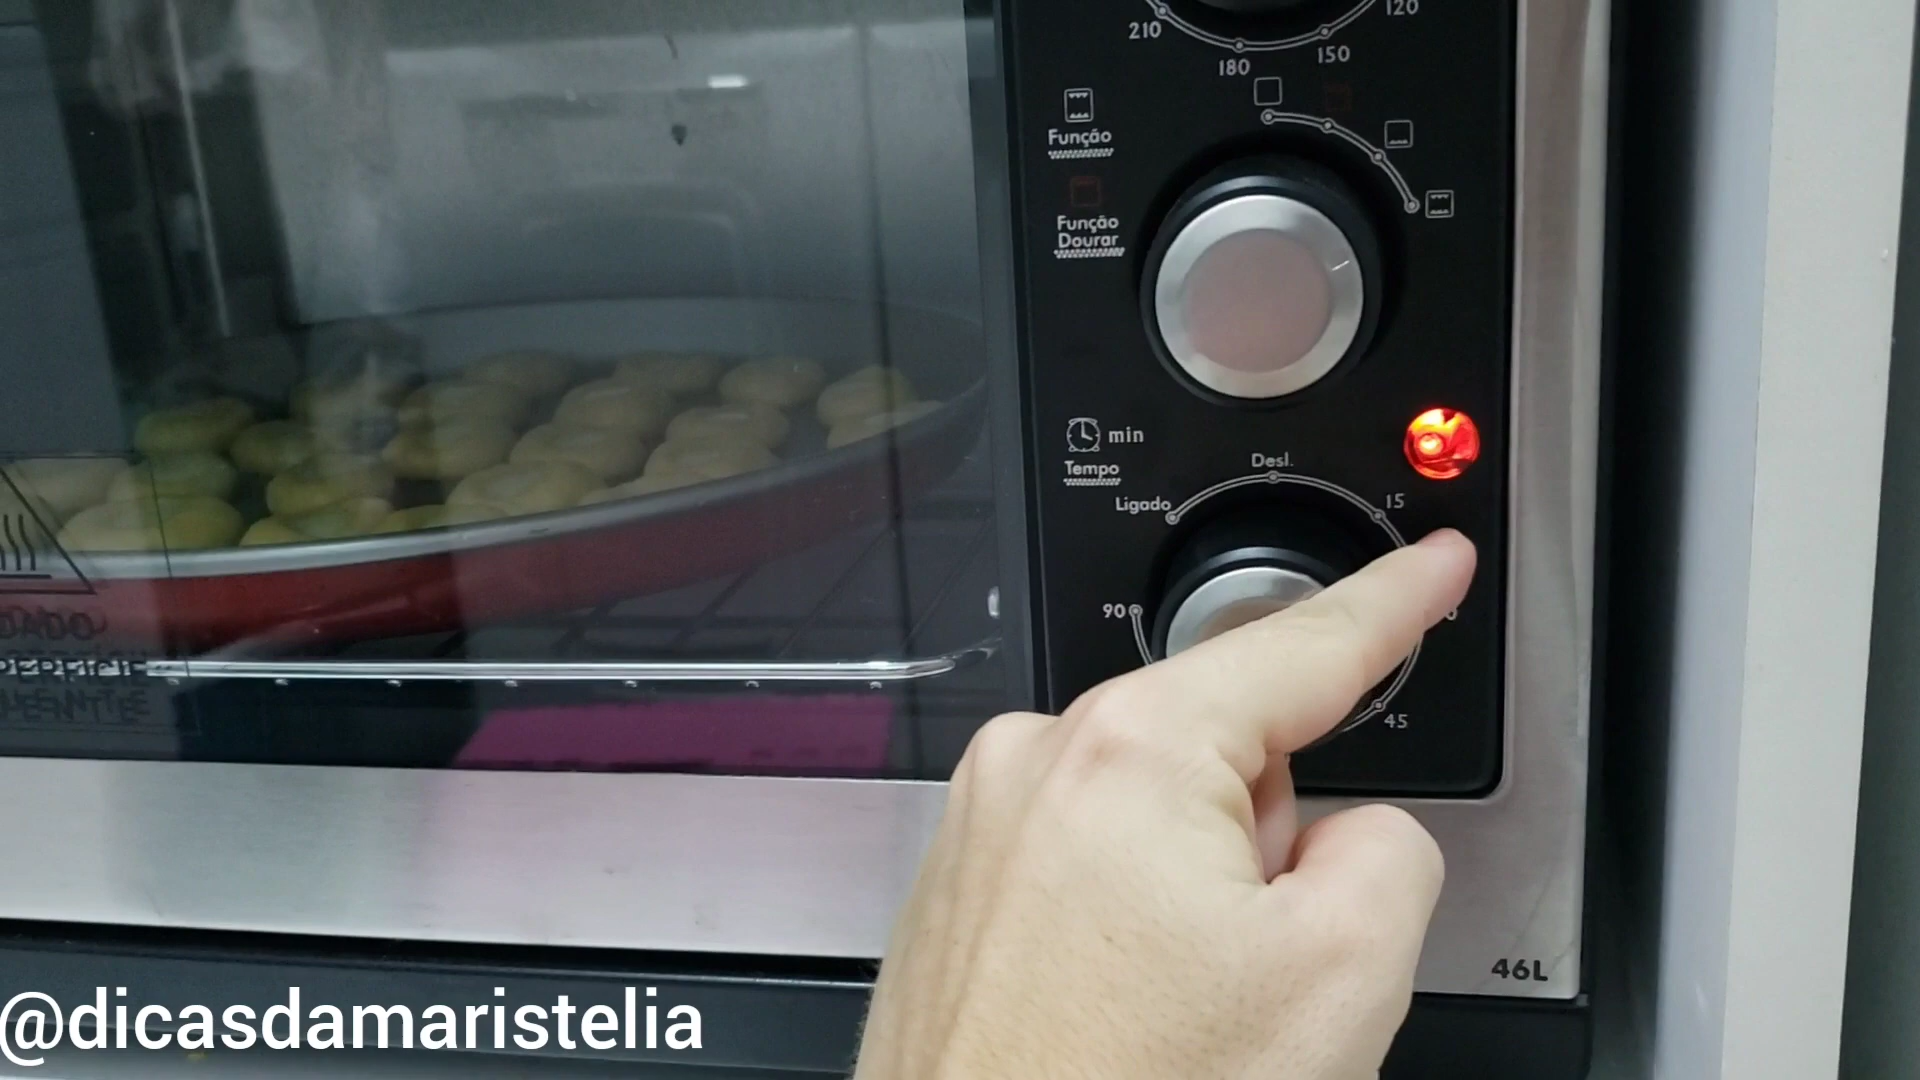 120
210
150
180
Função
Função
Dourar
min
Desl.
Tempo
15
Ligado
90
45
46L
@dicasdamaristelia